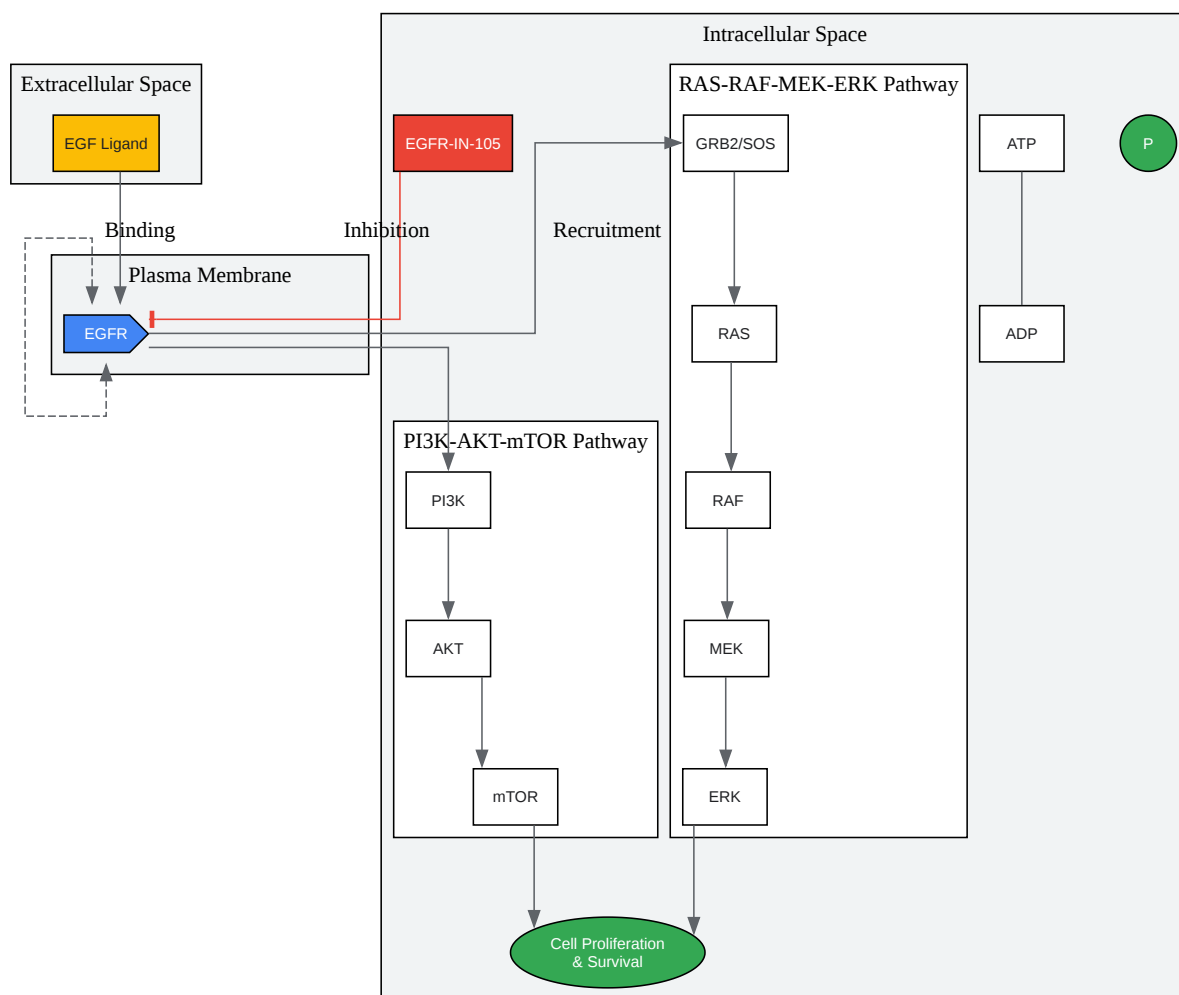 Intracellular Space
Extracellular Space
RAS-RAF-MEK-ERK Pathway
EGF Ligand
EGFR-IN-105
GRB2/SOS
ATP
P
Binding
Inhibition
Recruitment
Plasma Membrane
EGFR
RAS
ADP
PI3K-AKT-mTOR Pathway
PI3K
RAF
AKT
MEK
mTOR
ERK
Cell Proliferation
& Survival